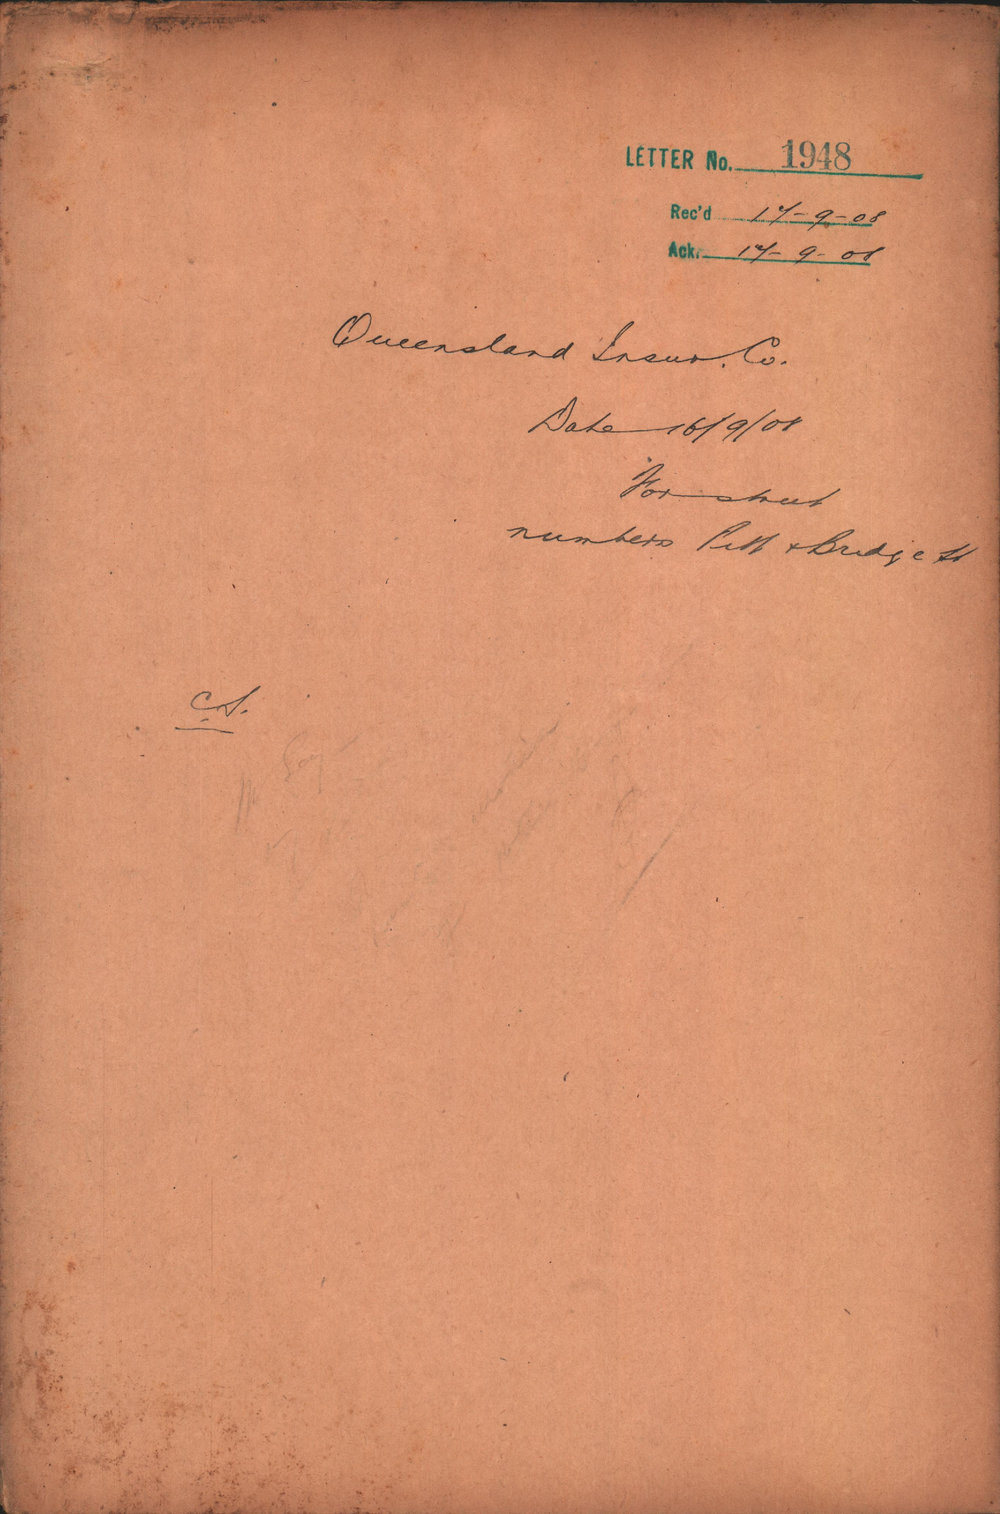 LETTER No. 1948
Rec'd 17-9-08
Ack. 17-9-08
Queensland Insur. Co.
Date 16/9/08
For street
numbers Pitt & Bridge St
C.S.